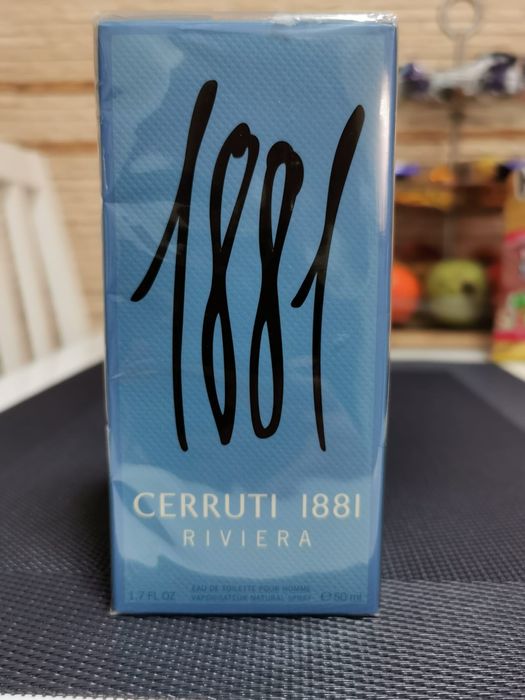 1881
CERRUTI 1881
RIVIERA
EAU DE TOILETTE POUR HOMME
1.7 FL OZ VAPORISATEUR NATURAL SPRAY ℮ 50 ml